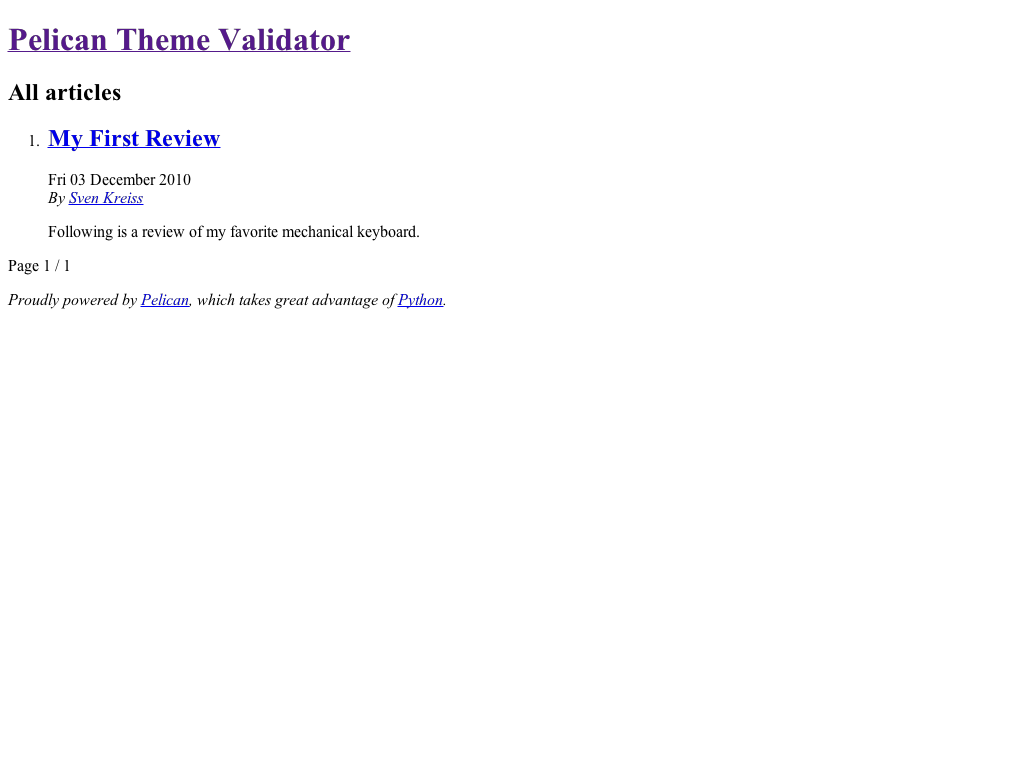 Pelican Theme Validator
All articles
1. My First Review
Fri 03 December 2010
By Sven Kreiss
Following is a review of my favorite mechanical keyboard.
Page 1 / 1
Proudly powered by Pelican, which takes great advantage of Python.